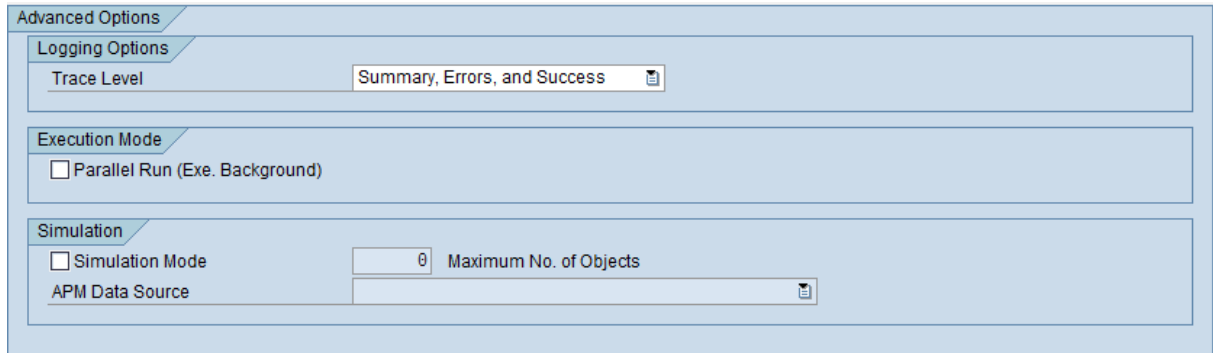 Advanced Options
Logging Options
Trace Level Summary, Errors, and Success
Execution Mode
Parallel Run (Exe. Background)
Simulation
Simulation Mode 0 Maximum No. of Objects
APM Data Source